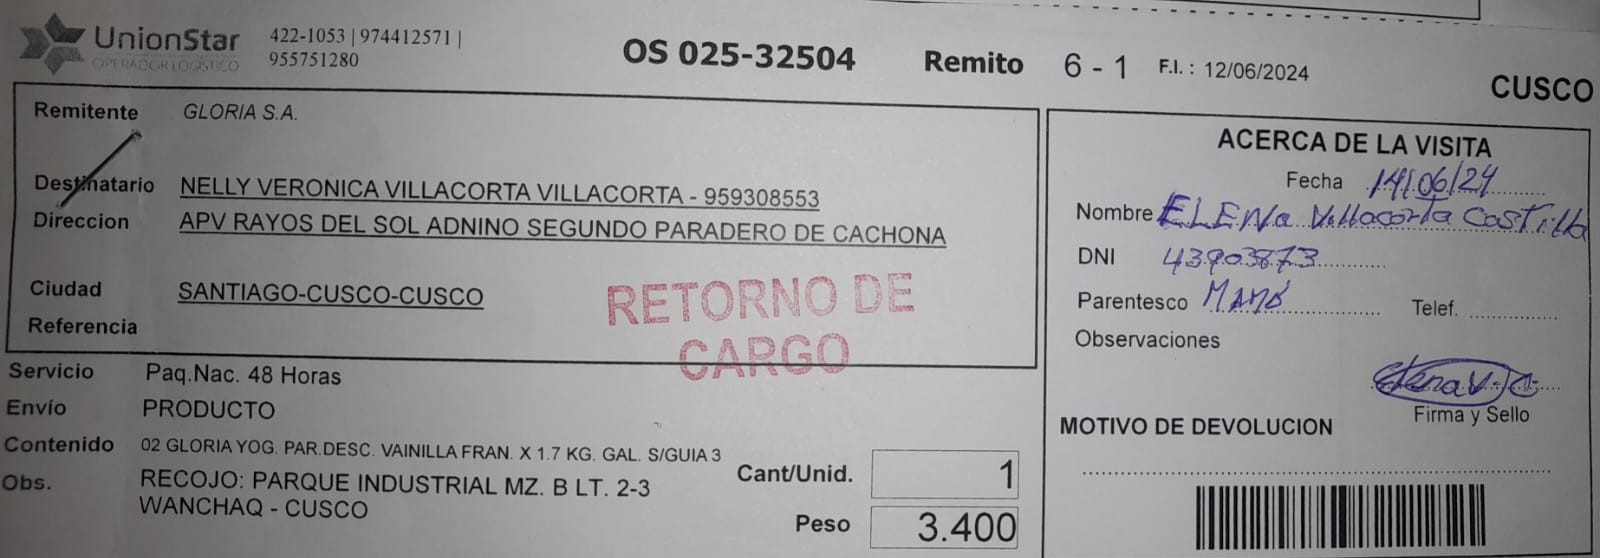 UnionStar
OPERADOR LOGÍSTICO
422-1053 | 974412571 |
955751280
OS 025-32504
Remito 6 - 1
F.I. : 12/06/2024
CUSCO
Remitente GLORIA S.A.
Destinatario NELLY VERONICA VILLACORTA VILLACORTA - 959308553
Direccion APV RAYOS DEL SOL ADNINO SEGUNDO PARADERO DE CACHONA
Ciudad SANTIAGO-CUSCO-CUSCO
Referencia
RETORNO DE
CARGO
Servicio Paq.Nac. 48 Horas
Envío PRODUCTO
Contenido 02 GLORIA YOG. PAR.DESC. VAINILLA FRAN. X 1.7 KG. GAL. S/GUIA 3
Obs. RECOJO: PARQUE INDUSTRIAL MZ. B LT. 2-3
WANCHAQ - CUSCO
Cant/Unid. 1
Peso 3.400
ACERCA DE LA VISITA
Fecha 14/06/24
Nombre ELENa Villacorta Castillo
DNI 43903873
Parentesco Mamá Telef.
Observaciones
Elena V. C.
Firma y Sello
MOTIVO DE DEVOLUCION